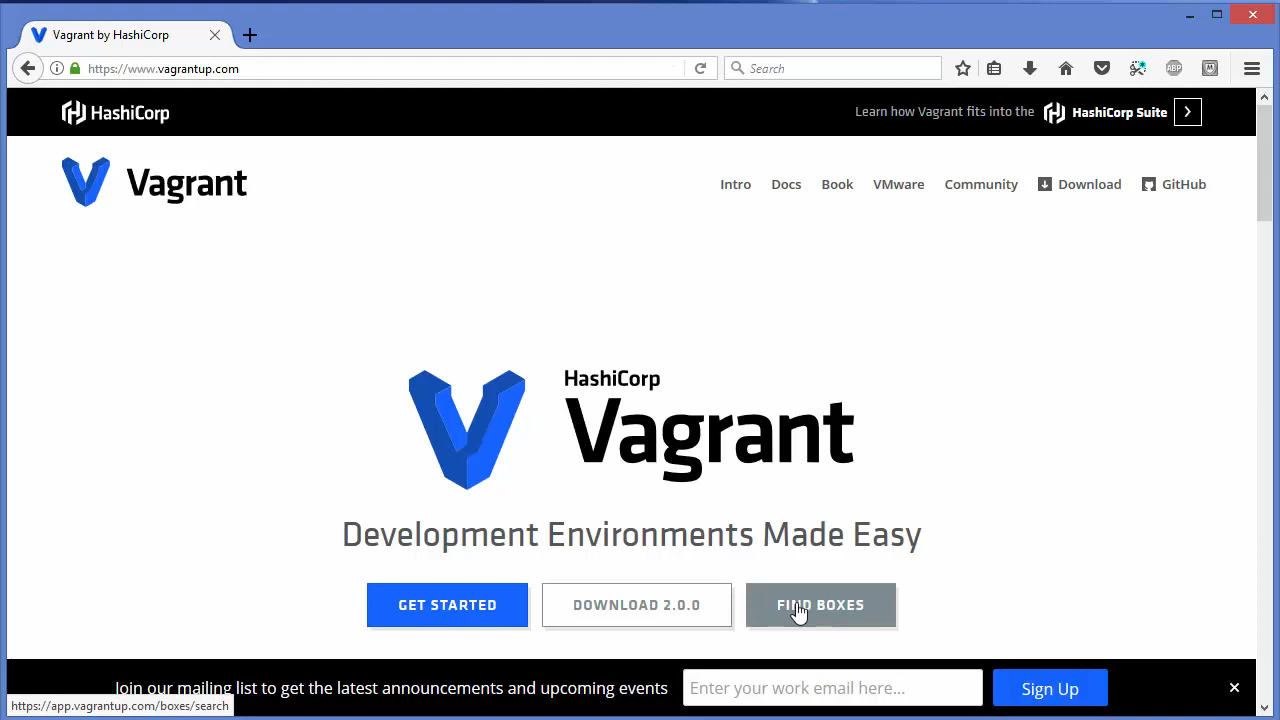 Vagrant by HashiCorp
https://www.vagrantup.com
Search
ABP
HashiCorp
Learn how Vagrant fits into the HashiCorp Suite
Vagrant
Intro Docs Book VMware Community Download GitHub
HashiCorp
Vagrant
Development Environments Made Easy
GET STARTED DOWNLOAD 2.0.0 FIND BOXES
Join our mailing list to get the latest announcements and upcoming events Enter your work email here... Sign Up
https://app.vagrantup.com/boxes/search